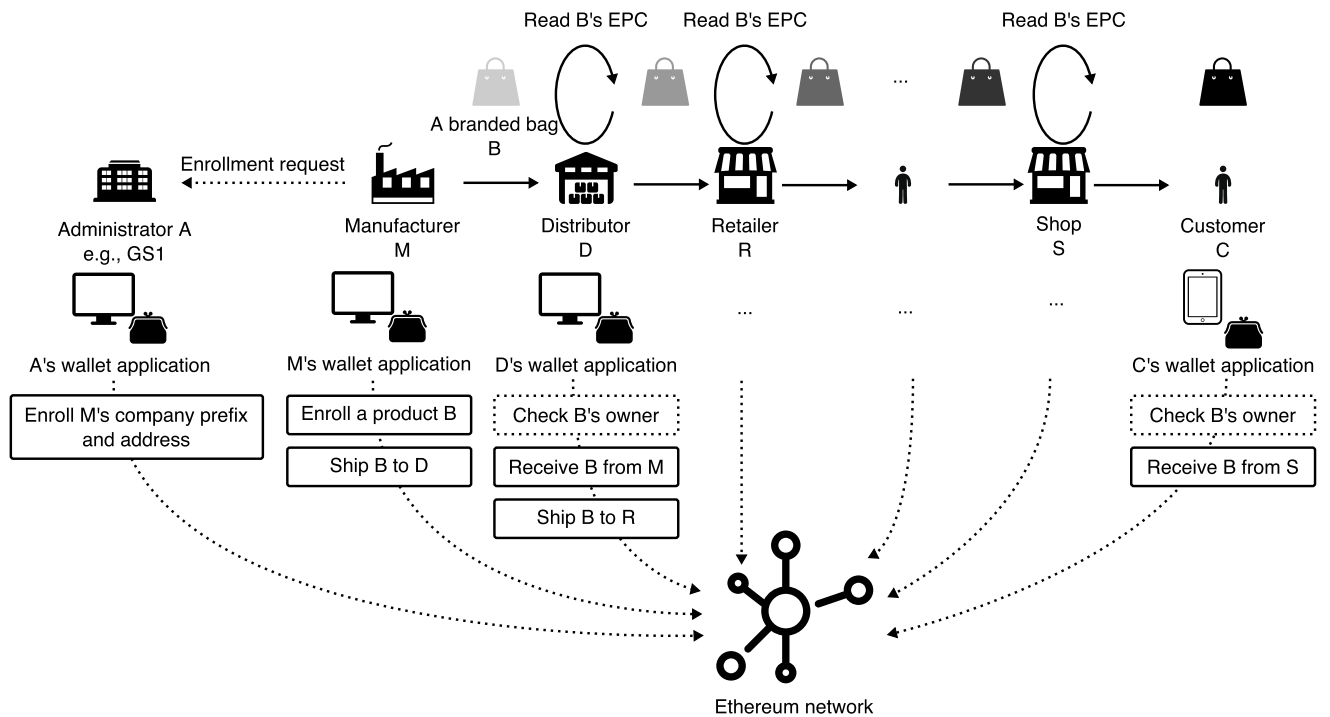 Read B's EPC
Read B's EPC
Read B's EPC
...
A branded bag
B
Enrollment request
Administrator A
e.g., GS1
Manufacturer
M
Distributor
D
Retailer
R
Shop
S
Customer
C
...
...
...
A's wallet application
M's wallet application
D's wallet application
C's wallet application
Enroll M's company prefix
and address
Enroll a product B
Ship B to D
Check B's owner
Receive B from M
Ship B to R
Check B's owner
Receive B from S
Ethereum network